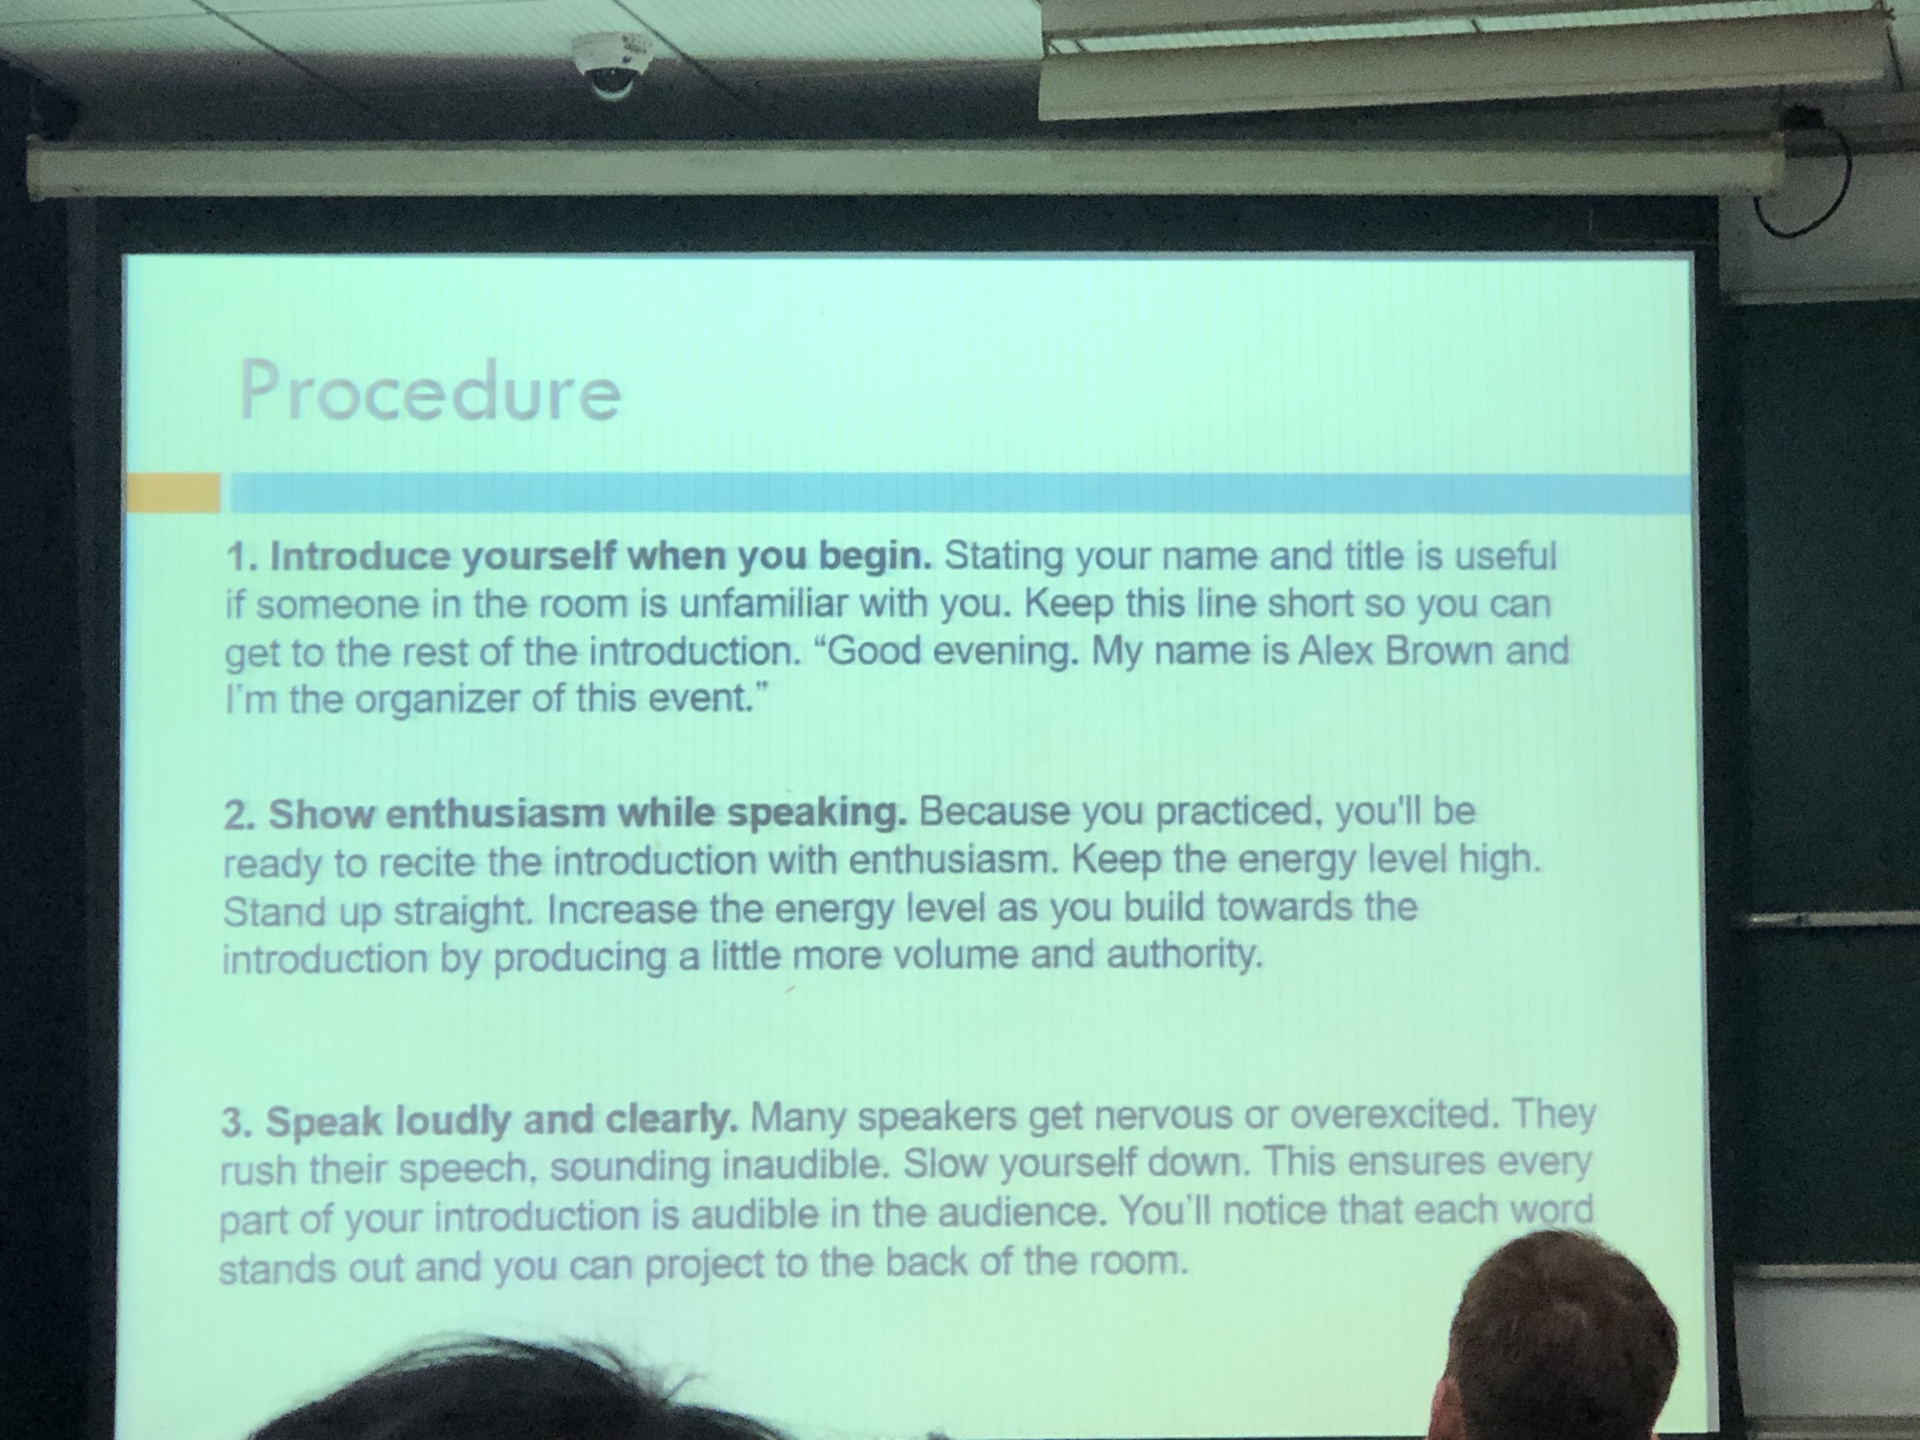 Procedure
1. Introduce yourself when you begin. Stating your name and title is useful
if someone in the room is unfamiliar with you. Keep this line short so you can
get to the rest of the introduction. “Good evening. My name is Alex Brown and
I'm the organizer of this event.”
2. Show enthusiasm while speaking. Because you practiced, you'll be
ready to recite the introduction with enthusiasm. Keep the energy level high.
Stand up straight. Increase the energy level as you build towards the
introduction by producing a little more volume and authority.
3. Speak loudly and clearly. Many speakers get nervous or overexcited. They
rush their speech, sounding inaudible. Slow yourself down. This ensures every
part of your introduction is audible in the audience. You'll notice that each word
stands out and you can project to the back of the room.